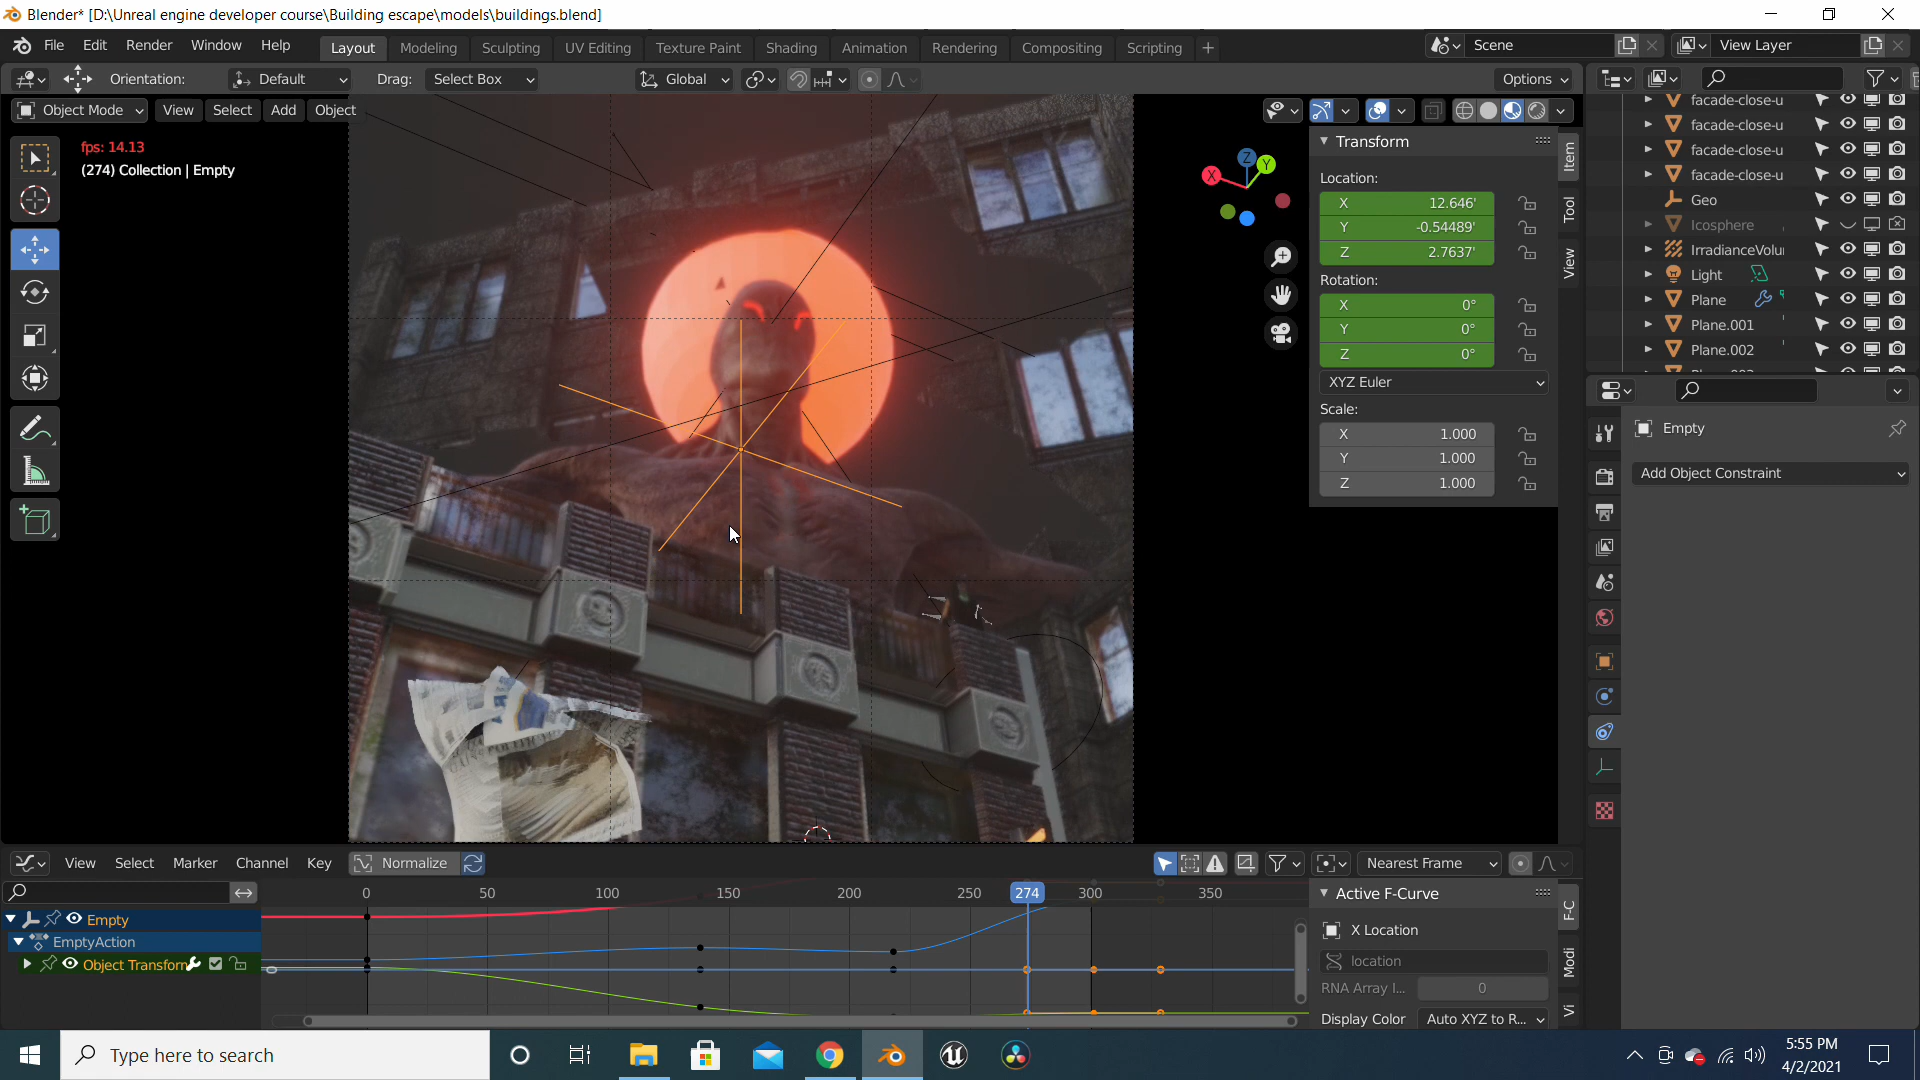 Blender* [D:\Unreal engine developer course\Building escape\models\buildings.blend]
File Edit Render Window Help Layout Modeling Sculpting UV Editing Texture Paint Shading Animation Rendering Compositing Scripting + Scene View Layer
Orientation: Default Drag: Select Box Global Options
Object Mode View Select Add Object
fps: 14.13
(274) Collection | Empty
X Y Z
Transform
Location:
X 12.646'
Y -0.54489'
Z 2.7637'
Rotation:
X 0°
Y 0°
Z 0°
XYZ Euler
Scale:
X 1.000
Y 1.000
Z 1.000
Item
Tool
View
facade-close-u
facade-close-u
facade-close-u
facade-close-u
Geo
Icosphere
IrradianceVolu
Light
Plane
Plane.001
Plane.002
Empty
Add Object Constraint
View Select Marker Channel Key Normalize Nearest Frame
0 50 100 150 200 250 274 300 350
Empty
EmptyAction
Object Transform
Active F-Curve
X Location
location
RNA Array I... 0
Display Color Auto XYZ to R...
F-C
Modi
Vi
Type here to search
5:55 PM
4/2/2021